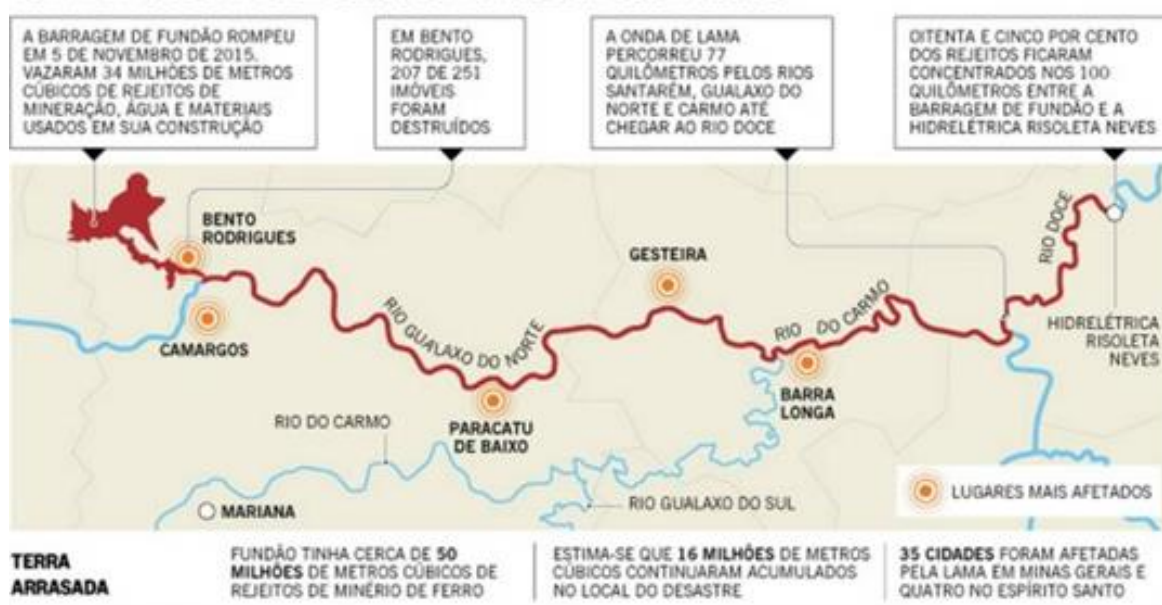 A BARRAGEM DE FUNDÃO ROMPEU
EM 5 DE NOVEMBRO DE 2015.
VAZARAM 34 MILHÕES DE METROS
CÚBICOS DE REJEITOS DE
MINERAÇÃO, ÁGUA E MATERIAIS
USADOS EM SUA CONSTRUÇÃO
EM BENTO
RODRIGUES,
207 DE 251
IMÓVEIS
FORAM
DESTRUÍDOS
A ONDA DE LAMA
PERCORREU 77
QUILÔMETROS PELOS RIOS
SANTARÉM, GUALAXO DO
NORTE E CARMO ATÉ
CHEGAR AO RIO DOCE
OITENTA E CINCO POR CENTO
DOS REJEITOS FICARAM
CONCENTRADOS NOS 100
QUILÔMETROS ENTRE A
BARRAGEM DE FUNDÃO E A
HIDRELÉTRICA RISOLETA NEVES
BENTO
RODRIGUES
CAMARGOS
RIO GUALAXO DO NORTE
PARACATU
DE BAIXO
GESTEIRA
RIO DO CARMO
BARRA
LONGA
RIO DOCE
HIDRELÉTRICA
RISOLETA
NEVES
RIO DO CARMO
MARIANA
RIO GUALAXO DO SUL
LUGARES MAIS AFETADOS
TERRA
ARRASADA
FUNDÃO TINHA CERCA DE 50
MILHÕES DE METROS CÚBICOS DE
REJEITOS DE MINÉRIO DE FERRO
ESTIMA-SE QUE 16 MILHÕES DE METROS
CÚBICOS CONTINUARAM ACUMULADOS
NO LOCAL DO DESASTRE
35 CIDADES FORAM AFETADAS
PELA LAMA EM MINAS GERAIS E
QUATRO NO ESPÍRITO SANTO